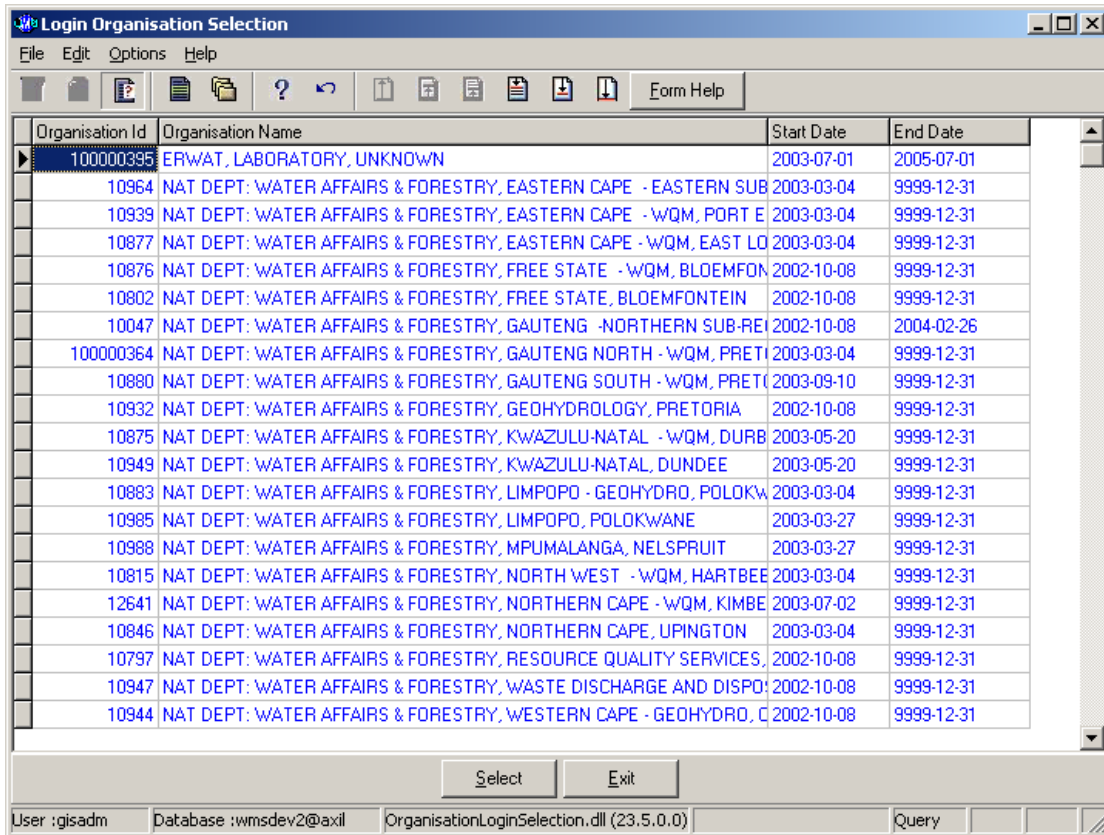 Login Organisation Selection
File Edit Options Help
Form Help
Organisation Id Organisation Name Start Date End Date
100000395 ERWAT, LABORATORY, UNKNOWN 2003-07-01 2005-07-01
10964 NAT DEPT: WATER AFFAIRS & FORESTRY, EASTERN CAPE - EASTERN SUB 2003-03-04 9999-12-31
10939 NAT DEPT: WATER AFFAIRS & FORESTRY, EASTERN CAPE - WQM, PORT E 2003-03-04 9999-12-31
10877 NAT DEPT: WATER AFFAIRS & FORESTRY, EASTERN CAPE - WQM, EAST LO 2003-03-04 9999-12-31
10876 NAT DEPT: WATER AFFAIRS & FORESTRY, FREE STATE - WQM, BLOEMFON 2002-10-08 9999-12-31
10802 NAT DEPT: WATER AFFAIRS & FORESTRY, FREE STATE, BLOEMFONTEIN 2002-10-08 9999-12-31
10047 NAT DEPT: WATER AFFAIRS & FORESTRY, GAUTENG -NORTHERN SUB-RE 2002-10-08 2004-02-26
100000364 NAT DEPT: WATER AFFAIRS & FORESTRY, GAUTENG NORTH - WQM, PRET 2003-03-04 9999-12-31
10880 NAT DEPT: WATER AFFAIRS & FORESTRY, GAUTENG SOUTH - WQM, PRET 2003-09-10 9999-12-31
10932 NAT DEPT: WATER AFFAIRS & FORESTRY, GEOHYDROLOGY, PRETORIA 2002-10-08 9999-12-31
10875 NAT DEPT: WATER AFFAIRS & FORESTRY, KWAZULU-NATAL - WQM, DURB 2003-05-20 9999-12-31
10949 NAT DEPT: WATER AFFAIRS & FORESTRY, KWAZULU-NATAL, DUNDEE 2003-05-20 9999-12-31
10883 NAT DEPT: WATER AFFAIRS & FORESTRY, LIMPOPO - GEOHYDRO, POLOKW 2003-03-04 9999-12-31
10985 NAT DEPT: WATER AFFAIRS & FORESTRY, LIMPOPO, POLOKWANE 2003-03-27 9999-12-31
10988 NAT DEPT: WATER AFFAIRS & FORESTRY, MPUMALANGA, NELSPRUIT 2003-03-27 9999-12-31
10815 NAT DEPT: WATER AFFAIRS & FORESTRY, NORTH WEST - WQM, HARTBEE 2003-03-04 9999-12-31
12641 NAT DEPT: WATER AFFAIRS & FORESTRY, NORTHERN CAPE - WQM, KIMBE 2003-07-02 9999-12-31
10846 NAT DEPT: WATER AFFAIRS & FORESTRY, NORTHERN CAPE, UPINGTON 2003-03-04 9999-12-31
10797 NAT DEPT: WATER AFFAIRS & FORESTRY, RESOURCE QUALITY SERVICES, 2002-10-08 9999-12-31
10947 NAT DEPT: WATER AFFAIRS & FORESTRY, WASTE DISCHARGE AND DISPO 2002-10-08 9999-12-31
10944 NAT DEPT: WATER AFFAIRS & FORESTRY, WESTERN CAPE - GEOHYDRO, C 2002-10-08 9999-12-31
Select Exit
User :gisadm Database :wmsdev2@axil OrganisationLoginSelection.dll (23.5.0.0) Query